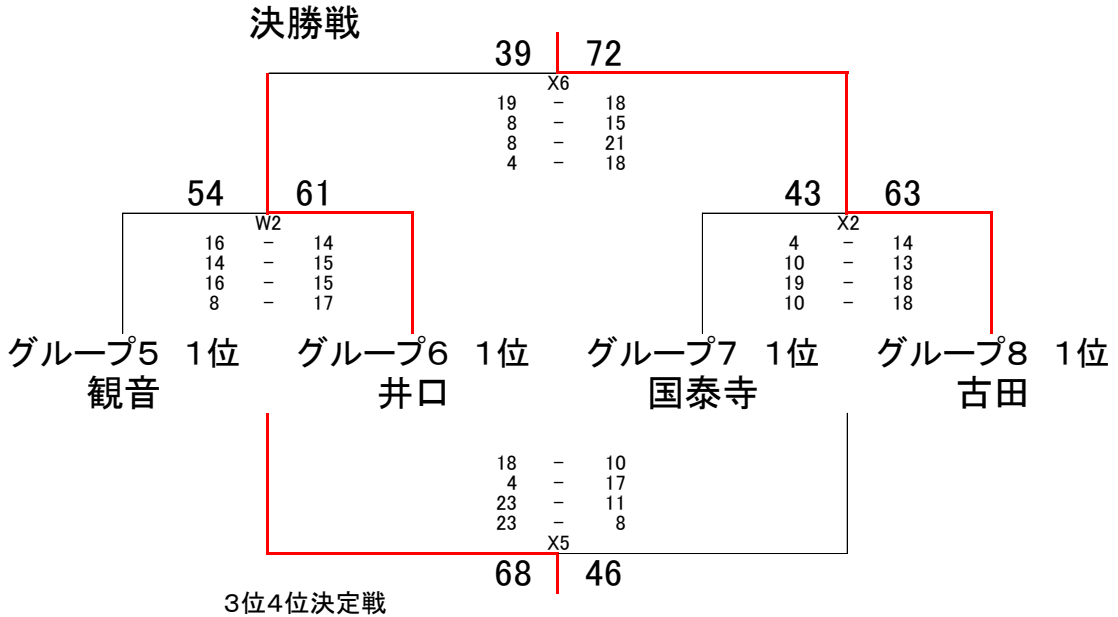 決勝戦
39 72
X6
19 － 18
8 － 15
8 － 21
4 － 18
54 61
W2
16 － 14
14 － 15
16 － 15
8 － 17
43 63
X2
4 － 14
10 － 13
19 － 18
10 － 18
グループ５ １位 グループ６ １位 グループ７ １位 グループ８ １位
観音 井口 国泰寺 古田
18 － 10
4 － 17
23 － 11
23 － 8
X5
68 46
３位４位決定戦